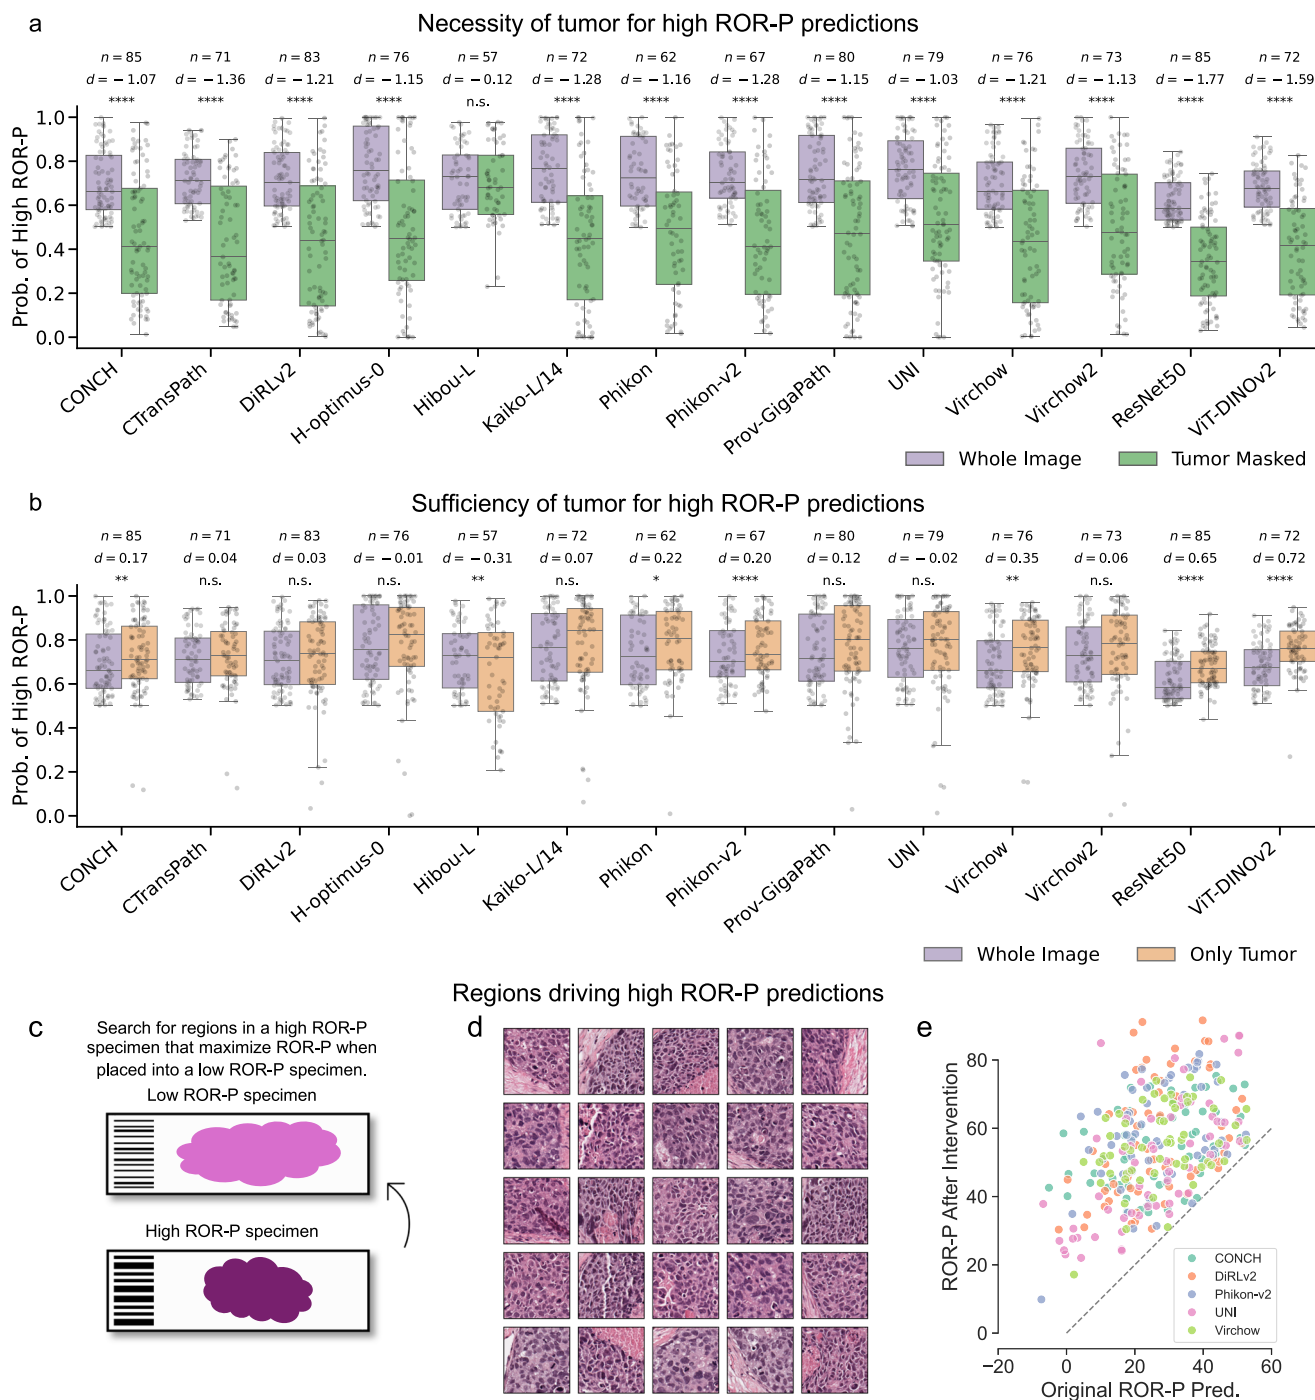 a
Necessity of tumor for high ROR-P predictions
n = 85 n = 71 n = 83 n = 76 n = 57 n = 72 n = 62 n = 67 n = 80 n = 79 n = 76 n = 73 n = 85 n = 72
d = −1.07 d = −1.36 d = −1.21 d = −1.15 d = −0.12 d = −1.28 d = −1.16 d = −1.28 d = −1.15 d = −1.03 d = −1.21 d = −1.13 d = −1.77 d = −1.59
**** **** **** **** n.s. **** **** **** **** **** **** **** **** ****
Prob. of High ROR-P
1.0
0.8
0.6
0.4
0.2
0.0
CONCH CTransPath DiRLv2 H-optimus-0 Hibou-L Kaiko-L/14 Phikon Phikon-v2 Prov-GigaPath UNI Virchow Virchow2 ResNet50 ViT-DINOv2
Whole Image Tumor Masked
b
Sufficiency of tumor for high ROR-P predictions
n = 85 n = 71 n = 83 n = 76 n = 57 n = 72 n = 62 n = 67 n = 80 n = 79 n = 76 n = 73 n = 85 n = 72
d = 0.17 d = 0.04 d = 0.03 d = −0.01 d = −0.31 d = 0.07 d = 0.22 d = 0.20 d = 0.12 d = −0.02 d = 0.35 d = 0.06 d = 0.65 d = 0.72
** n.s. n.s. n.s. ** n.s. * **** n.s. n.s. ** n.s. **** ****
Prob. of High ROR-P
1.0
0.8
0.6
0.4
0.2
0.0
CONCH CTransPath DiRLv2 H-optimus-0 Hibou-L Kaiko-L/14 Phikon Phikon-v2 Prov-GigaPath UNI Virchow Virchow2 ResNet50 ViT-DINOv2
Whole Image Only Tumor
Regions driving high ROR-P predictions
c
Search for regions in a high ROR-P
specimen that maximize ROR-P when
placed into a low ROR-P specimen.
Low ROR-P specimen
High ROR-P specimen
d
e
ROR-P After Intervention
80
60
40
20
0
CONCH
DiRLv2
Phikon-v2
UNI
Virchow
−20 0 20 40 60
Original ROR-P Pred.